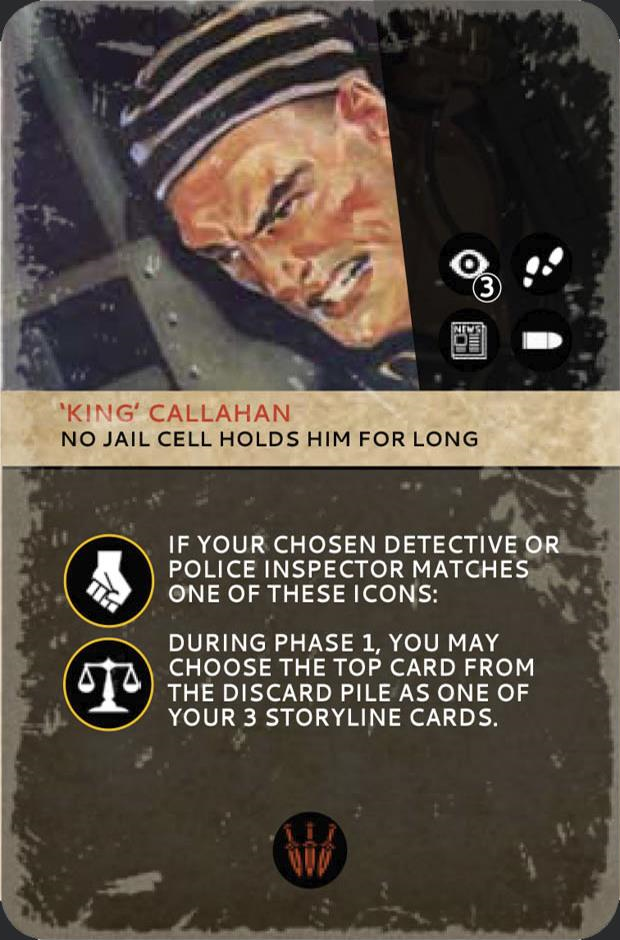 3
NEWS
‘KING’ CALLAHAN
NO JAIL CELL HOLDS HIM FOR LONG
IF YOUR CHOSEN DETECTIVE OR
POLICE INSPECTOR MATCHES
ONE OF THESE ICONS:
DURING PHASE 1, YOU MAY
CHOOSE THE TOP CARD FROM
THE DISCARD PILE AS ONE OF
YOUR 3 STORYLINE CARDS.